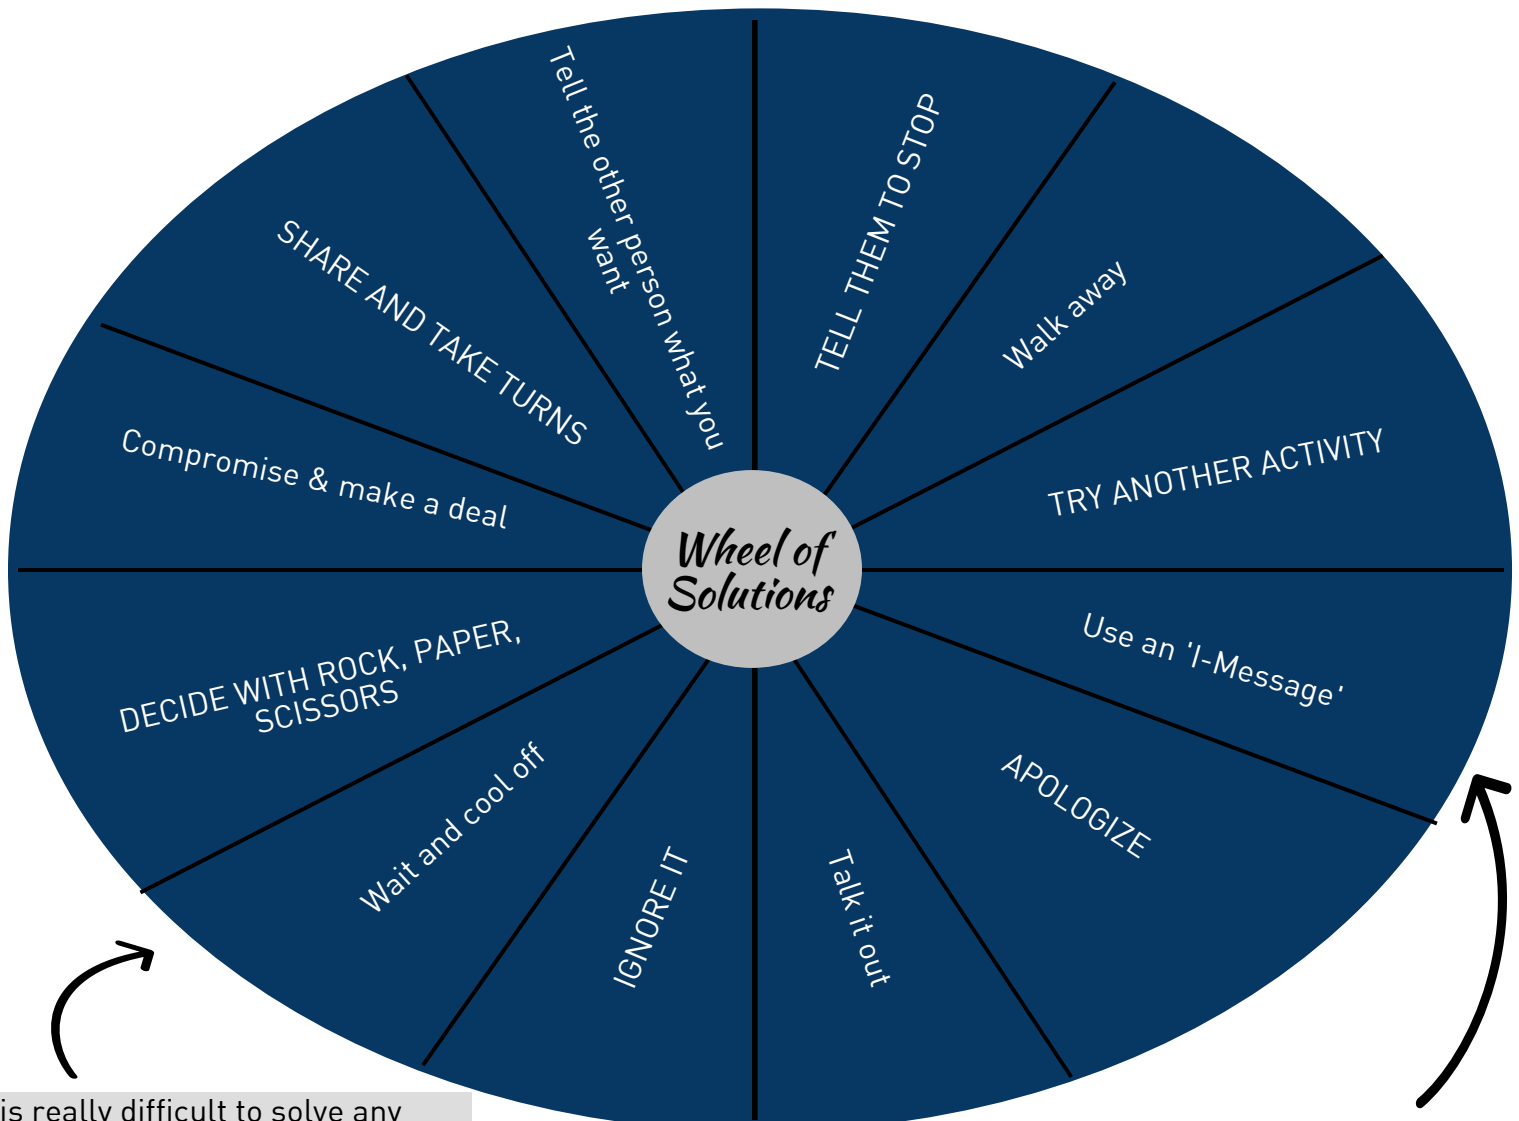 Wheel of
Solutions
TELL THEM TO STOP
Walk away
TRY ANOTHER ACTIVITY
Use an 'I-Message'
APOLOGIZE
Talk it out
IGNORE IT
Wait and cool off
DECIDE WITH ROCK, PAPER,
SCISSORS
Compromise & make a deal
SHARE AND TAKE TURNS
Tell the other person what you
want
is really difficult to solve any